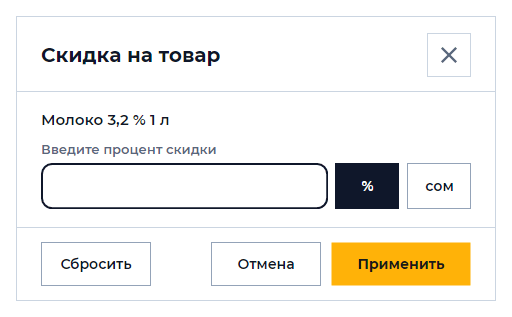 Скидка на товар
Молоко 3,2 % 1 л
Введите процент скидки
% сом
Сбросить Отмена Применить